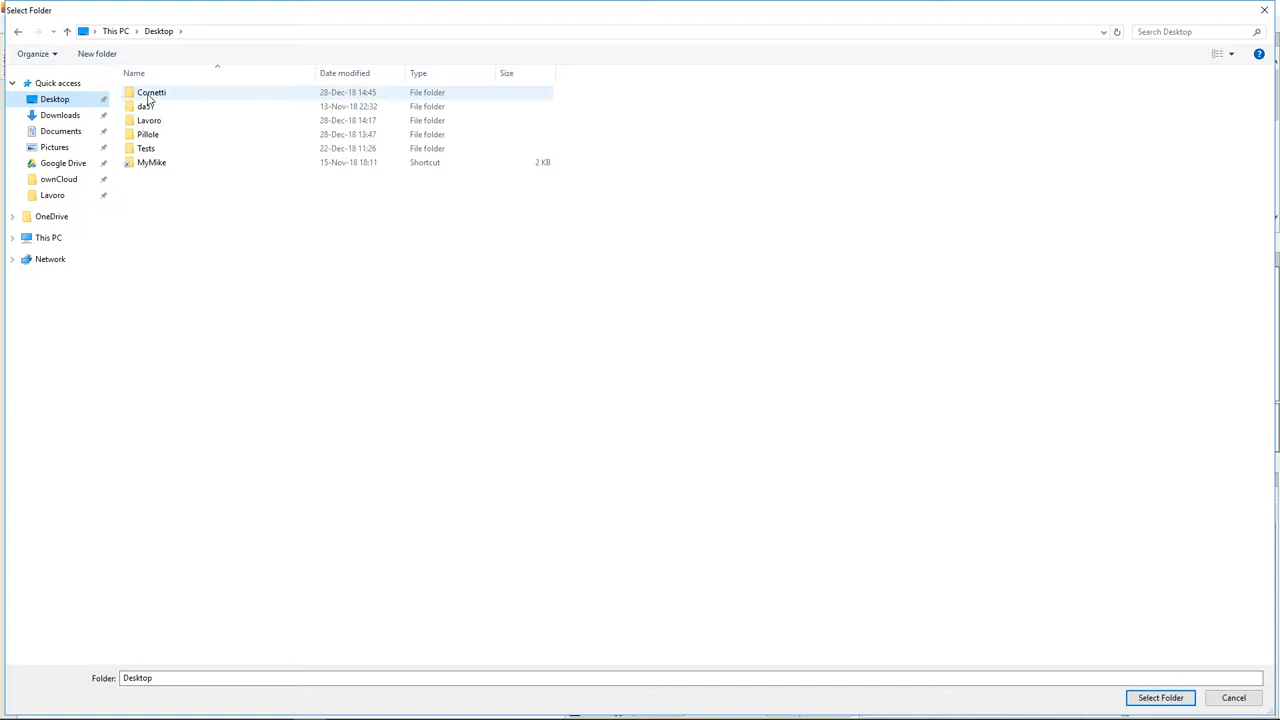 Select Folder
This PC > Desktop >
Search Desktop
Organize
New folder
Name Date modified Type Size
Quick access
Desktop
Downloads
Documents
Pictures
Google Drive
ownCloud
Lavoro
OneDrive
This PC
Network
Cornetti 28-Dec-18 14:45 File folder
13-Nov-18 22:32 File folder
Lavoro 28-Dec-18 14:17 File folder
Pillole 28-Dec-18 13:47 File folder
Tests 22-Dec-18 11:26 File folder
MyMike 15-Nov-18 18:11 Shortcut 2 KB
Folder: Desktop
Select Folder
Cancel